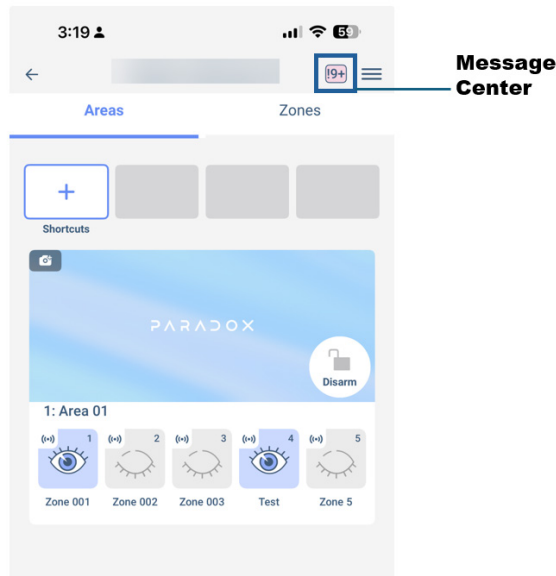 3:19
59
!9+
Message
Center
Areas
Zones
+
Shortcuts
PARADOX
Disarm
1: Area 01
1 2 3 4 5
Zone 001 Zone 002 Zone 003 Test Zone 5